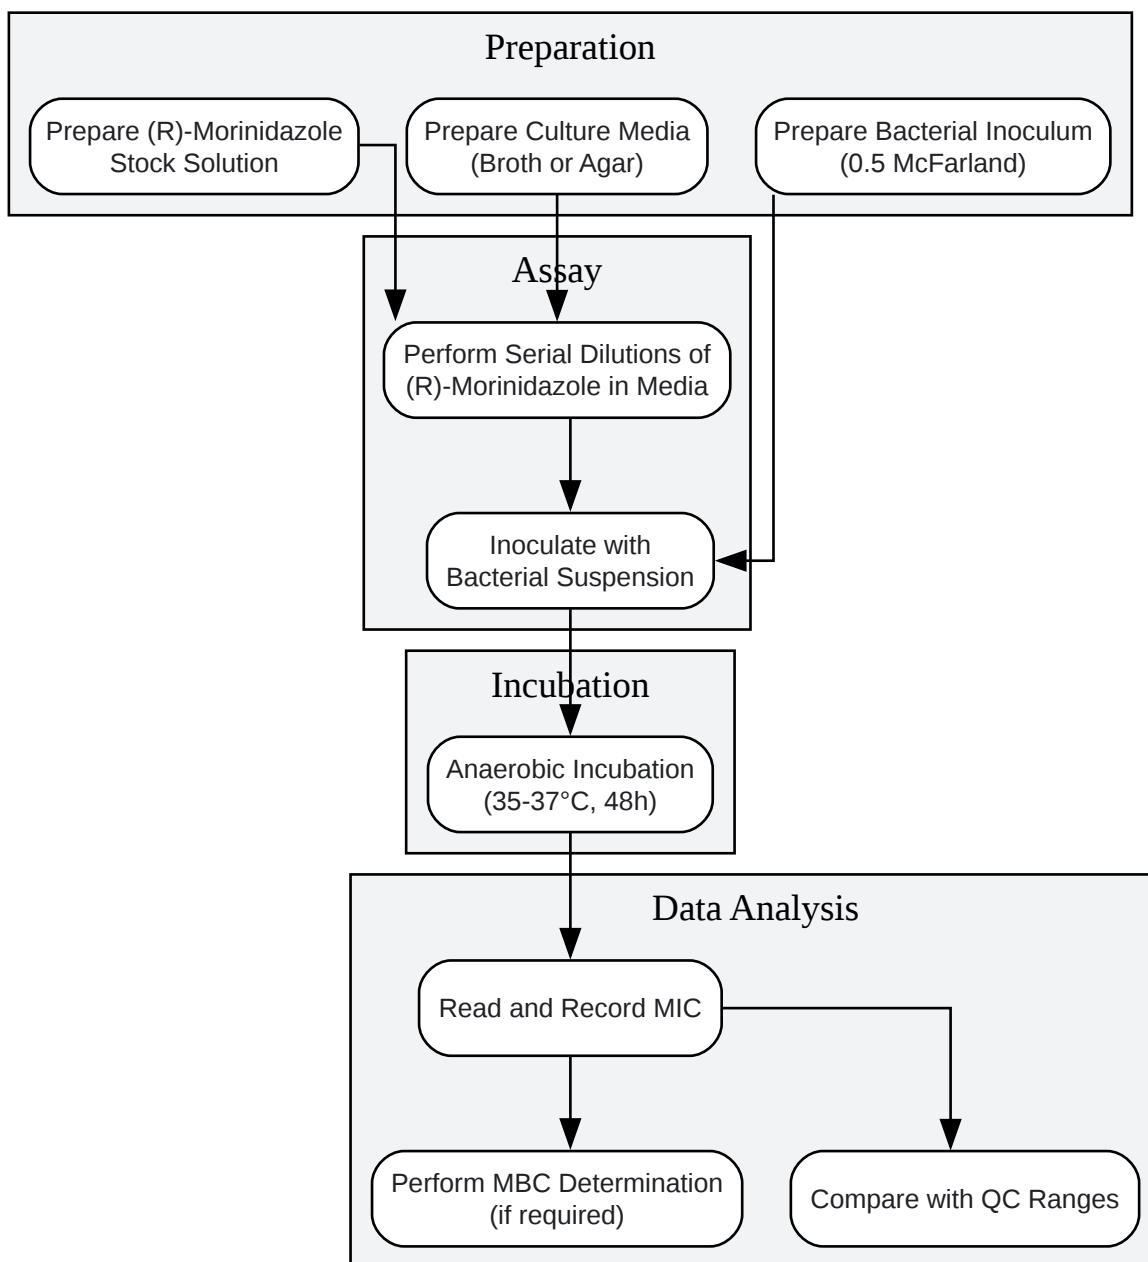 Preparation
Prepare (R)-Morinidazole
Stock Solution
Prepare Culture Media
(Broth or Agar)
Prepare Bacterial Inoculum
(0.5 McFarland)
Assay
Perform Serial Dilutions of
(R)-Morinidazole in Media
Inoculate with
Bacterial Suspension
Incubation
Anaerobic Incubation
(35-37°C, 48h)
Data Analysis
Read and Record MIC
Perform MBC Determination
(if required)
Compare with QC Ranges